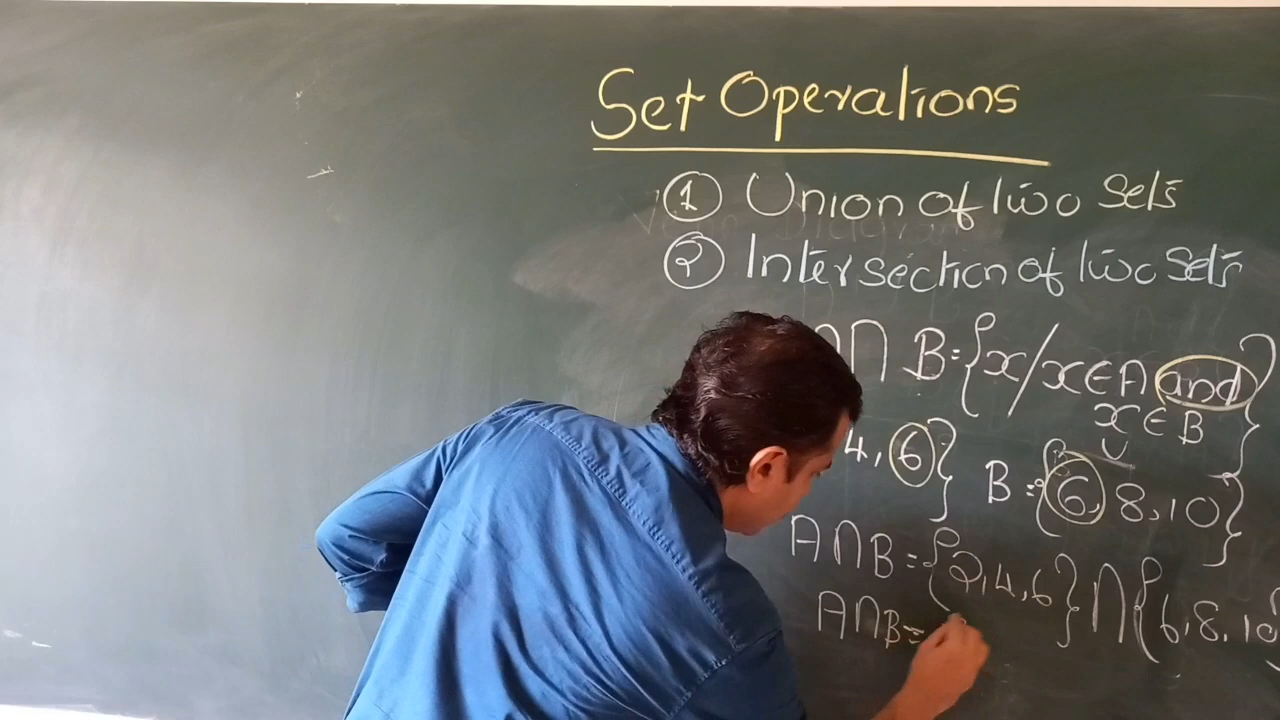 Set Operations
① Union of two sets
② Intersection of two sets
A∩B={x/x∈A and
x∈B}
4, 6} B={6, 8, 10}
A∩B={2,4,6}∩{6,8,10
A∩B=